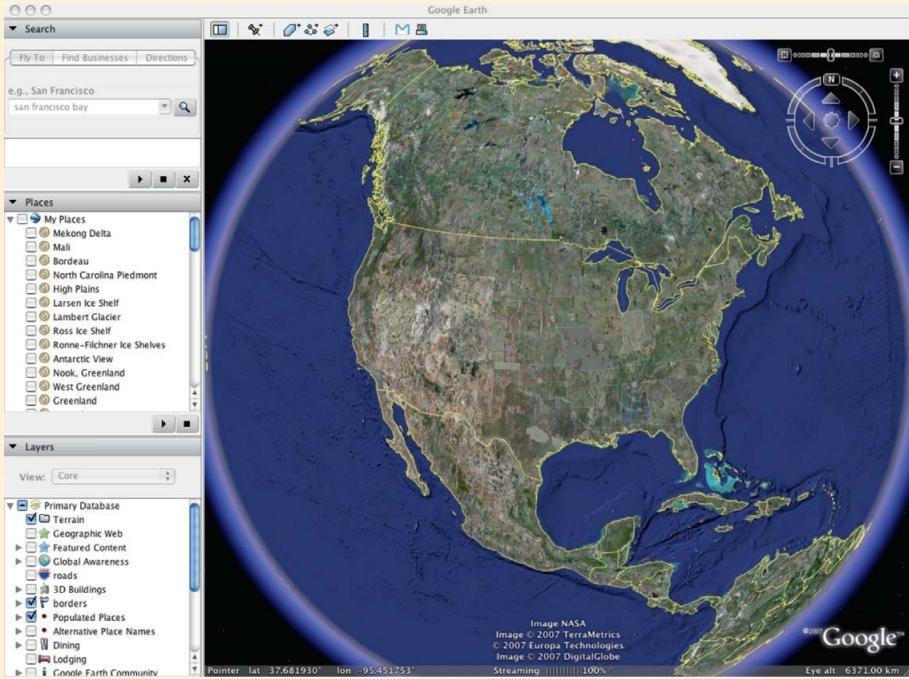 Google Earth
Search
Fly To Find Businesses Directions
e.g., San Francisco
san francisco bay
Places
My Places
Mekong Delta
Mali
Bordeau
North Carolina Piedmont
High Plains
Larsen Ice Shelf
Lambert Glacier
Ross Ice Shelf
Ronne-Filchner Ice Shelves
Antarctic View
Nook, Greenland
West Greenland
Greenland
Layers
View: Core
Primary Database
Terrain
Geographic Web
Featured Content
Global Awareness
roads
3D Buildings
borders
Populated Places
Alternative Place Names
Dining
Lodging
Google Earth Community
N
Image NASA
Image © 2007 TerraMetrics
© 2007 Europa Technologies
Image © 2007 DigitalGlobe
©2007 Google™
Pointer lat 37.681930° lon -95.451753° Streaming ||||||||| 100% Eye alt 6371.00 km